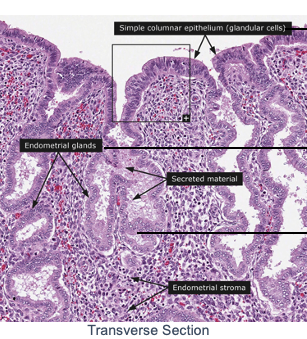 Simple columnar epithelium (glandular cells)
Endometrial glands
Secreted material
Endometrial stroma
Transverse Section